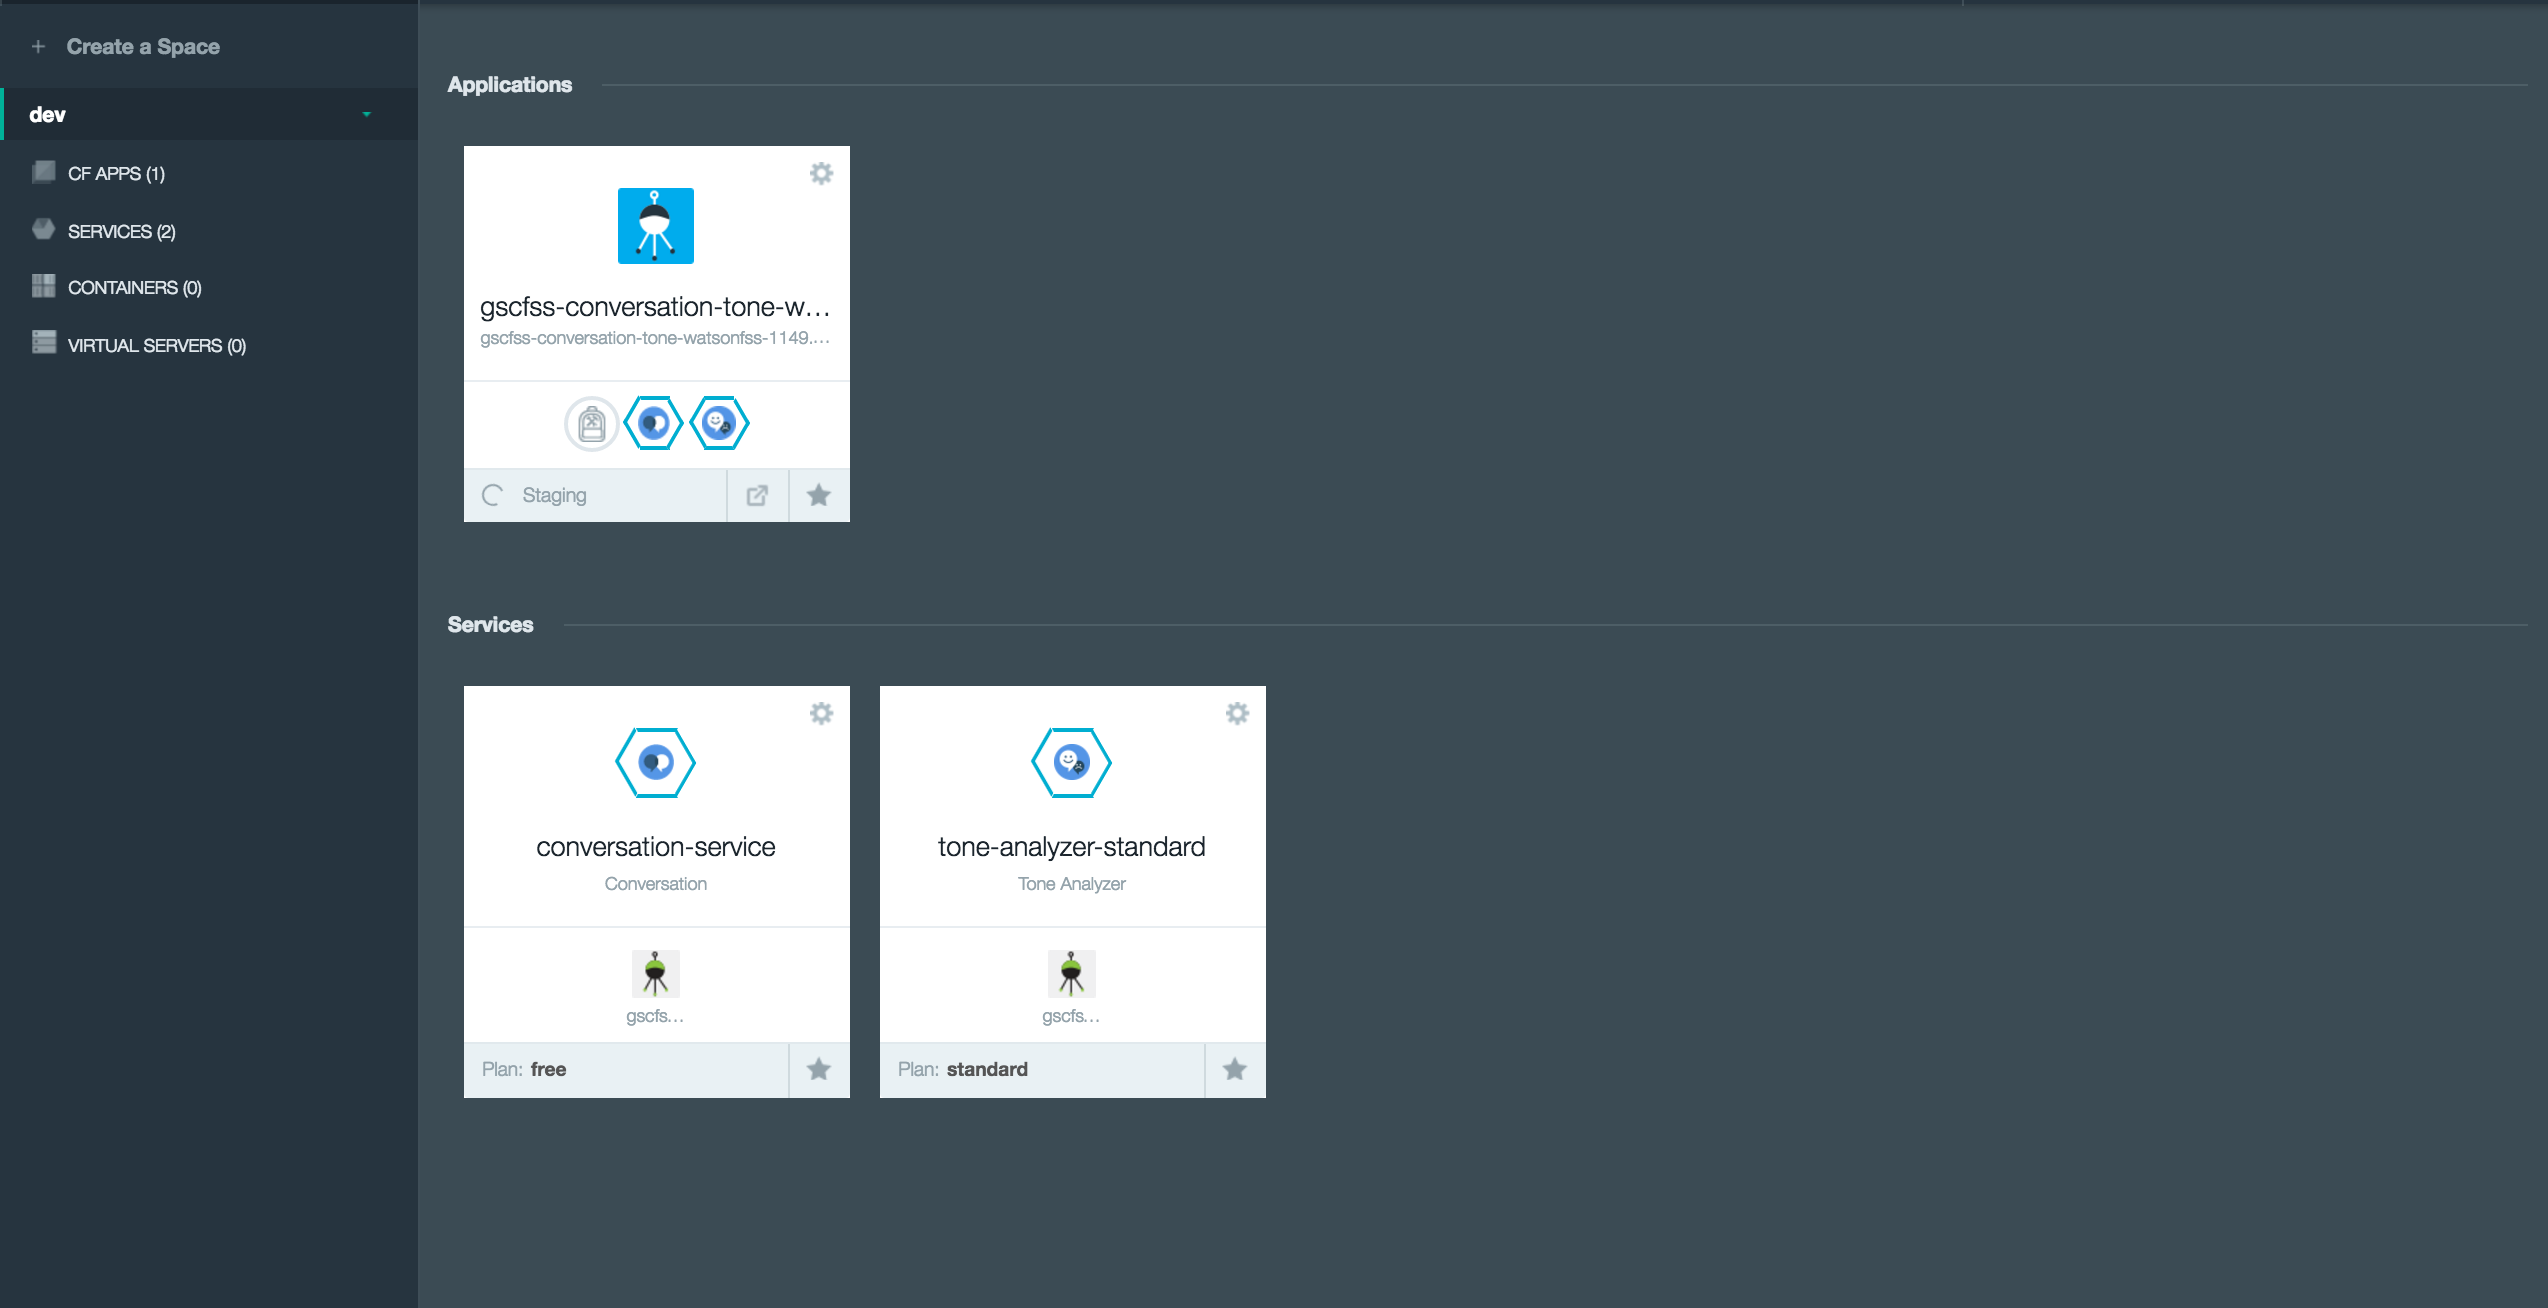 Create a Space
dev
CF APPS (1)
SERVICES (2)
CONTAINERS (0)
VIRTUAL SERVERS (0)
Applications
gscfss-conversation-tone-w...
gscfss-conversation-tone-watsonfss-1149....
Staging
Services
conversation-service
Conversation
gscfs...
Plan: free
tone-analyzer-standard
Tone Analyzer
gscfs...
Plan: standard